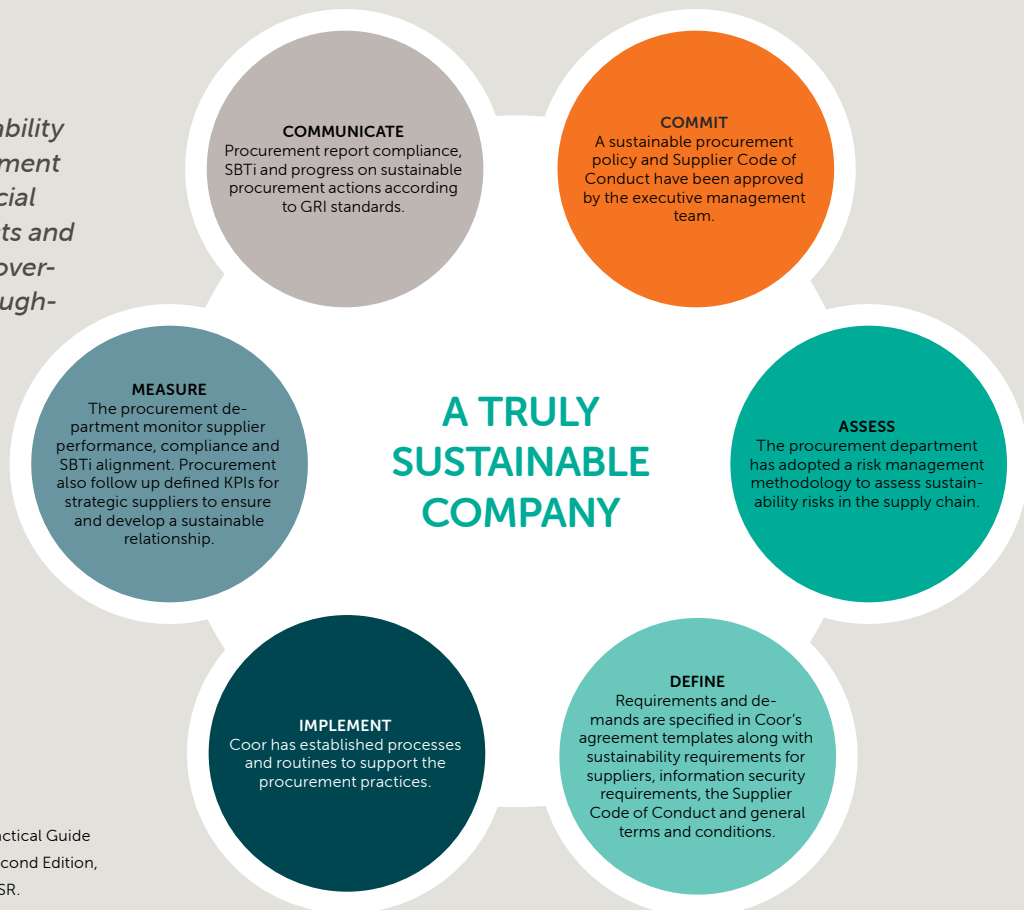 ability
ment
cial
ts and
over-
ugh-
COMMUNICATE
Procurement report compliance,
SBTi and progress on sustainable
procurement actions according
to GRI standards.
COMMIT
A sustainable procurement
policy and Supplier Code of
Conduct have been approved
by the executive management
team.
MEASURE
The procurement de-
partment monitor supplier
performance, compliance and
SBTi alignment. Procurement
also follow up defined KPIs for
strategic suppliers to ensure
and develop a sustainable
relationship.
A TRULY
SUSTAINABLE
COMPANY
ASSESS
The procurement department
has adopted a risk management
methodology to assess sustain-
ability risks in the supply chain.
IMPLEMENT
Coor has established processes
and routines to support the
procurement practices.
DEFINE
Requirements and de-
mands are specified in Coor’s
agreement templates along with
sustainability requirements for
suppliers, information security
requirements, the Supplier
Code of Conduct and general
terms and conditions.
actical Guide
cond Edition,
SR.